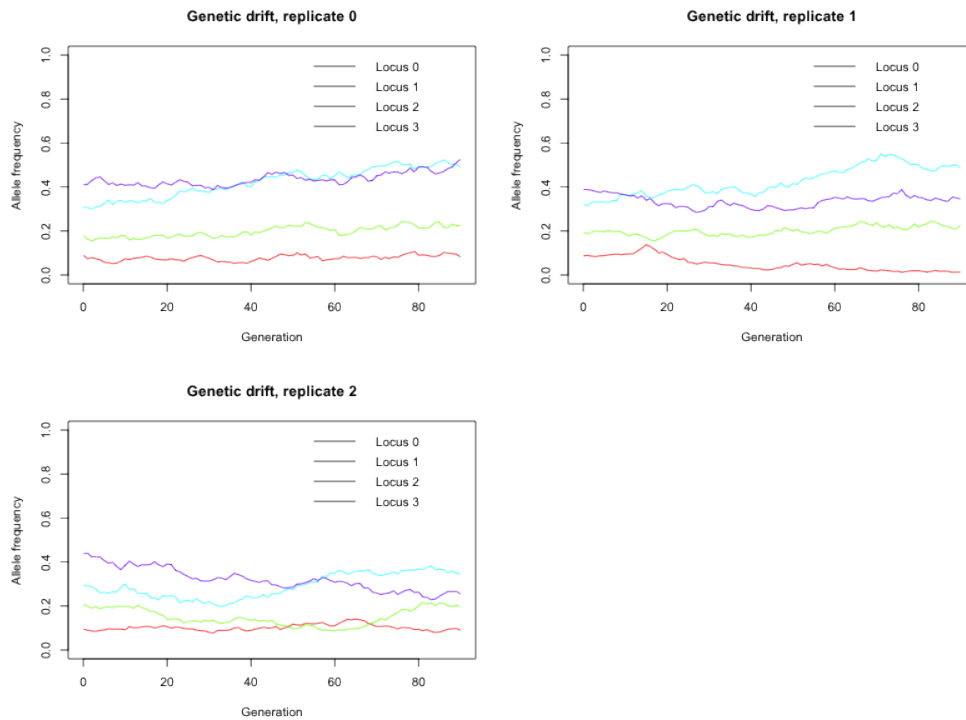 Genetic drift, replicate 0
Allele frequency
1.0
0.8
0.6
0.4
0.2
0.0
Locus 0
Locus 1
Locus 2
Locus 3
0 20 40 60 80
Generation
Genetic drift, replicate 1
Allele frequency
1.0
0.8
0.6
0.4
0.2
0.0
Locus 0
Locus 1
Locus 2
Locus 3
0 20 40 60 80
Generation
Genetic drift, replicate 2
Allele frequency
1.0
0.8
0.6
0.4
0.2
0.0
Locus 0
Locus 1
Locus 2
Locus 3
0 20 40 60 80
Generation